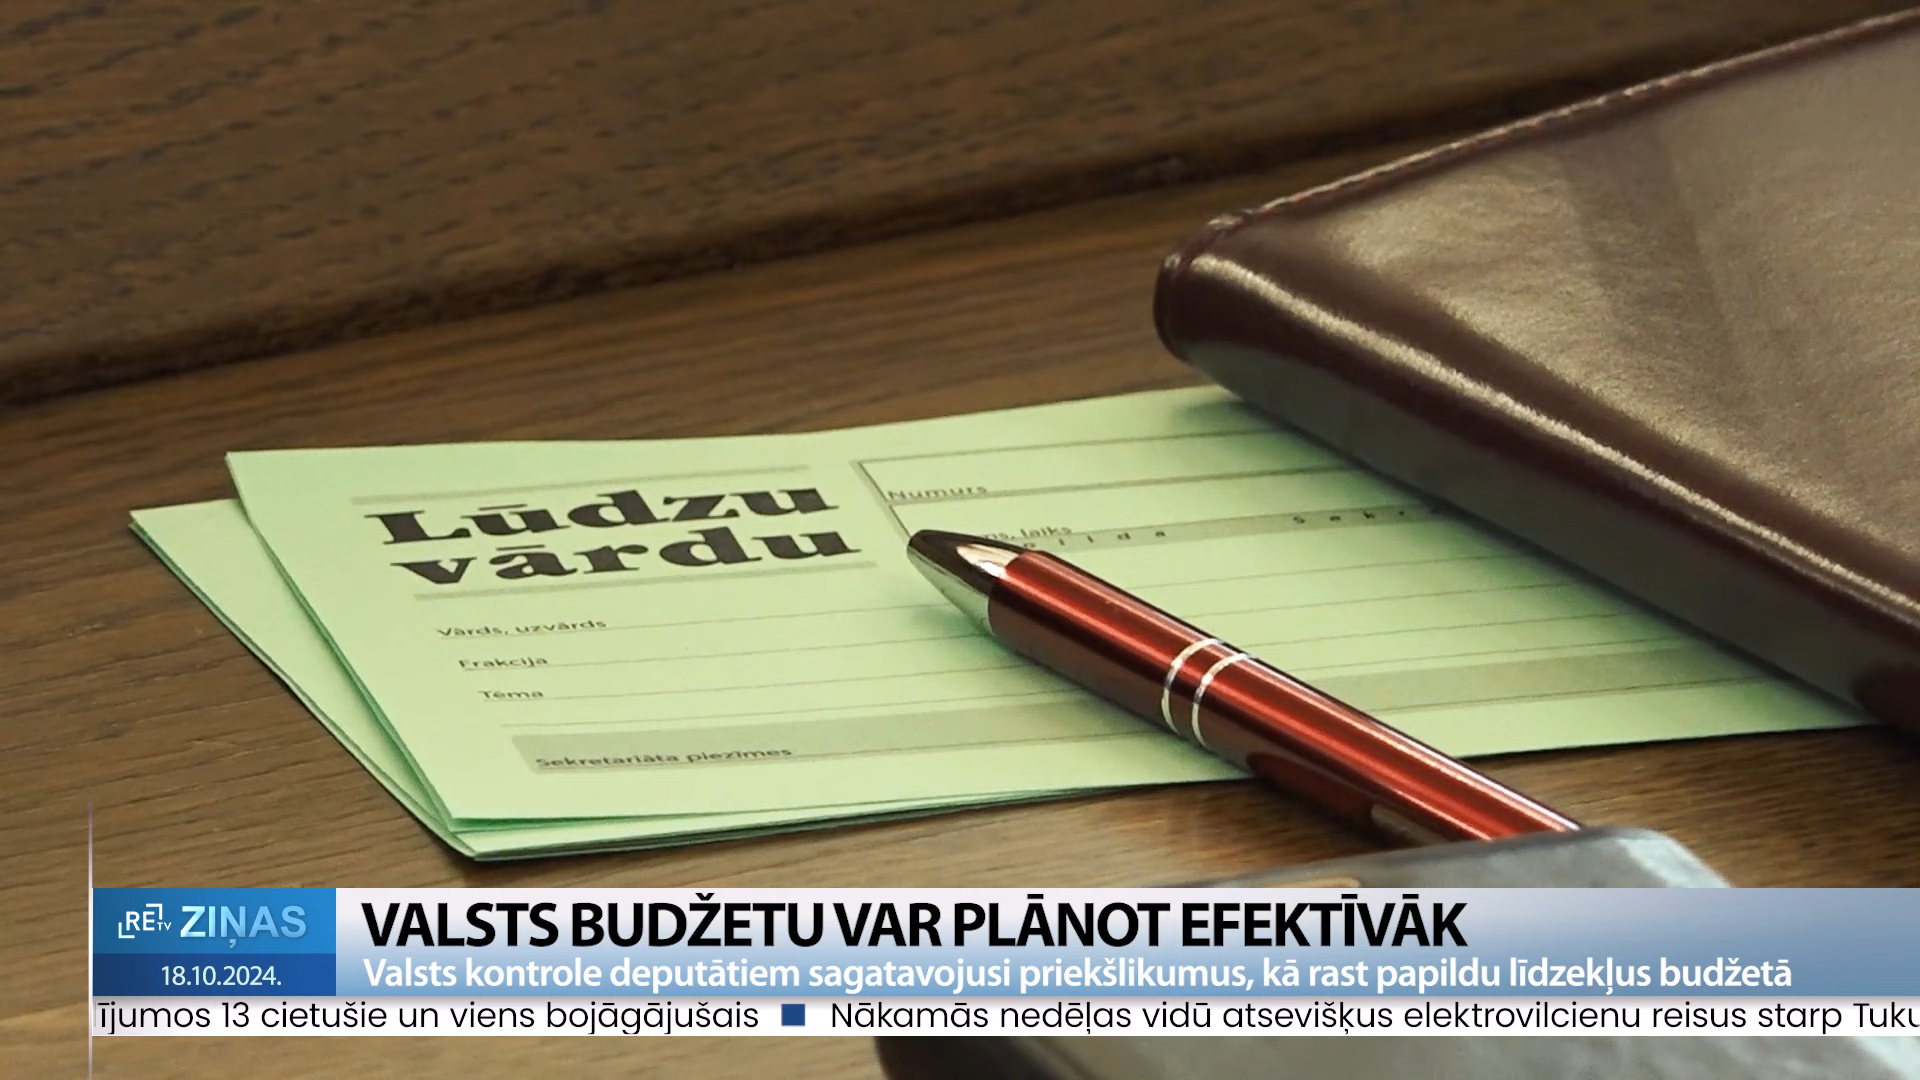 Lūdzu
vārdu
Numurs
laiks
Vārds, uzvārds
Frakcija
Tēma
Sekretariāta piezīmes
RE TV ZIŅAS
18.10.2024.
VALSTS BUDŽETU VAR PLĀNOT EFEKTĪVĀK
Valsts kontrole deputātiem sagatavojusi priekšlikumus, kā rast papildu līdzekļus budžetā
ījumos 13 cietušie un viens bojāgājušais ■ Nākamās nedēļas vidū atsevišķus elektrovilcienu reisus starp Tuku